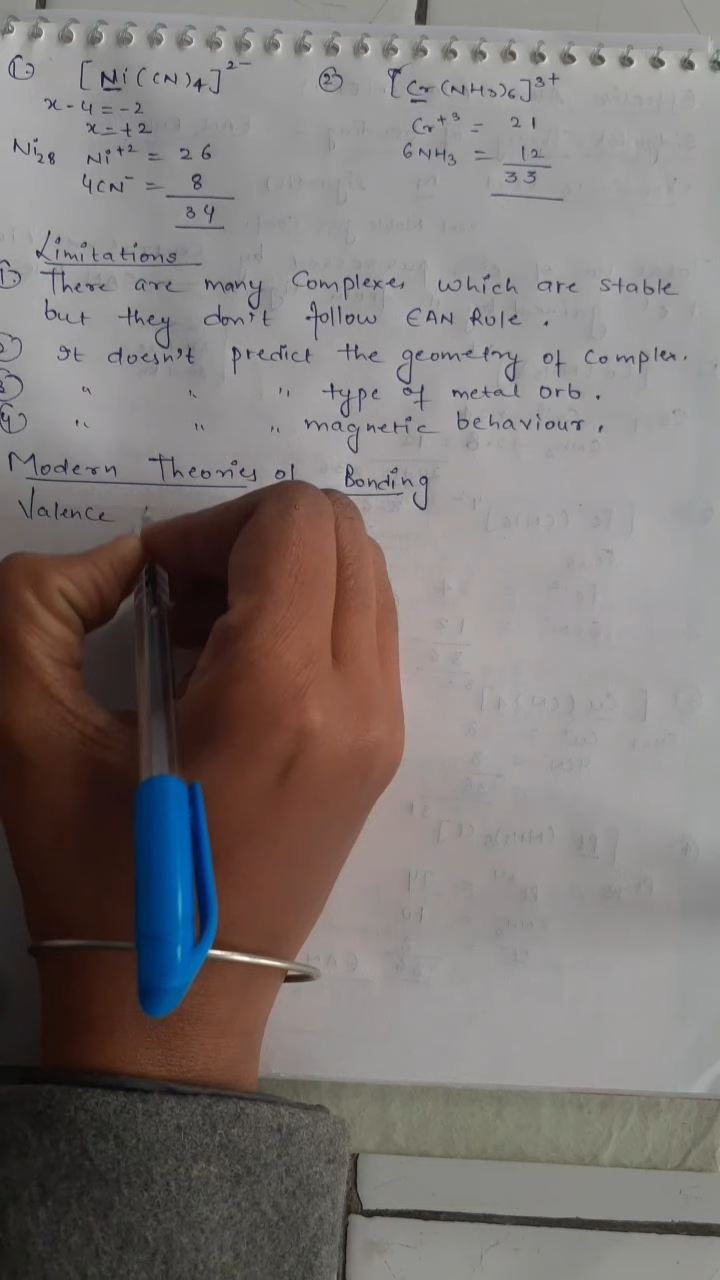 ① [Ni(CN)4]2-
x-4 = -2
x = +2
Ni28 Ni+2 = 26
4CN- = 8
34
② [Cr(NH3)6]3+
Cr+3 = 21
6NH3 = 12
33
Limitations
① There are many Complexes which are stable
but they don't follow EAN Rule.
② It doesn't predict the geometry of Complex.
③ " " " type of metal orb.
④ " " " magnetic behaviour.
Modern Theories of Bonding
Valence